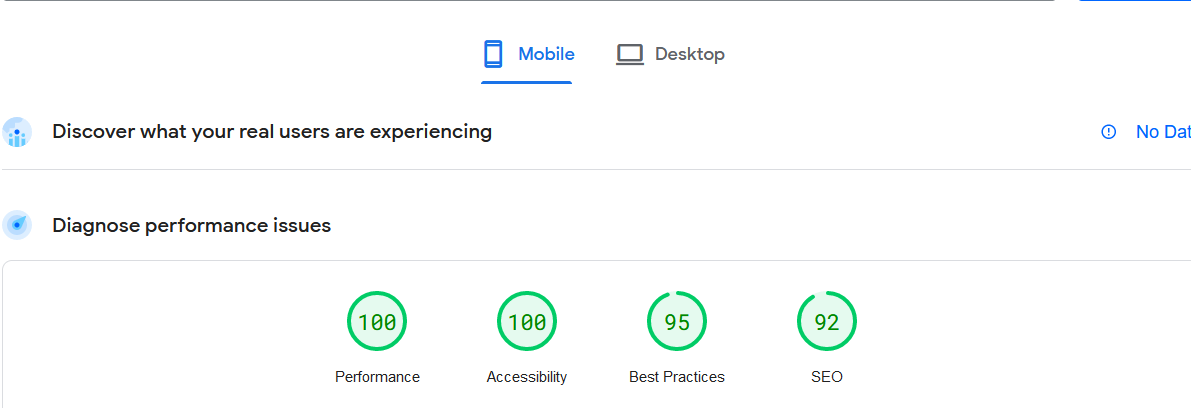 Mobile Desktop
Discover what your real users are experiencing No Dat
Diagnose performance issues
100 100 95 92
Performance Accessibility Best Practices SEO